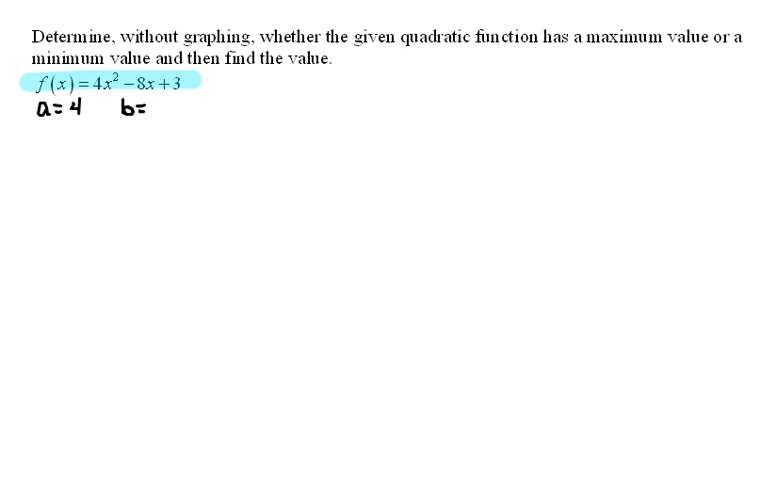 Determine, without graphing, whether the given quadratic function has a maximum value or a
minimum value and then find the value.
f(x) = 4x² − 8x + 3
a = 4 b =